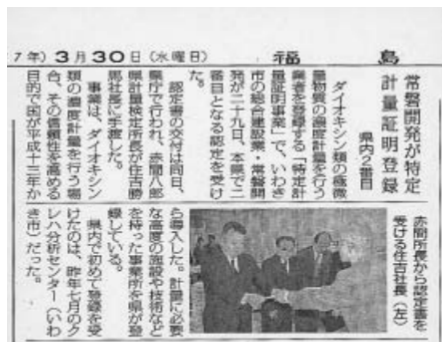 7年)3月30日(水曜日)
福島
常磐開発が特定
計量証明登録
県内2番目
ダイオキシン類の極微
量物質の濃度計量を行う
業者を登録する「特定計
量証明事業」で、いわき
市の総合建設業・常磐開
発が二十九日、本県で二
番目となる認定を受け
た。
認定書の交付は同日、
県庁で行われ、赤間八郎
県計量検定所長が住吉勝
馬社長に手渡した。
事業は、ダイオキシン
類の濃度計量を行う場
合、その信頼性を高める
目的で国が平成十三年か
ら導入した。計量に必要
な高度の施設や技術など
を持った事業所を県が登
録している。
県内で初めて登録を受
けたのは、昨年七月のク
レハ分析センター(いわ
き市)だった。
赤間所長から認定書を
受ける住吉社長(左)